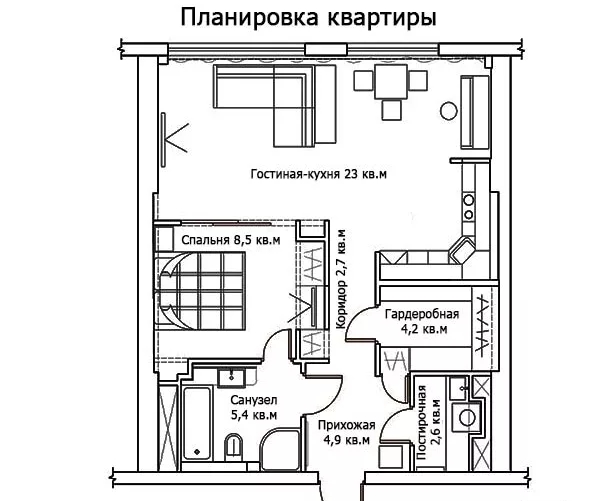 Планировка квартиры
Гостиная-кухня 23 кв.м
Спальня 8,5 кв.м
Коридор 2,7 кв.м
Гардеробная
4,2 кв.м
Санузел
5,4 кв.м
Прихожая
4,9 кв.м
Постирочная
2,6 кв.м